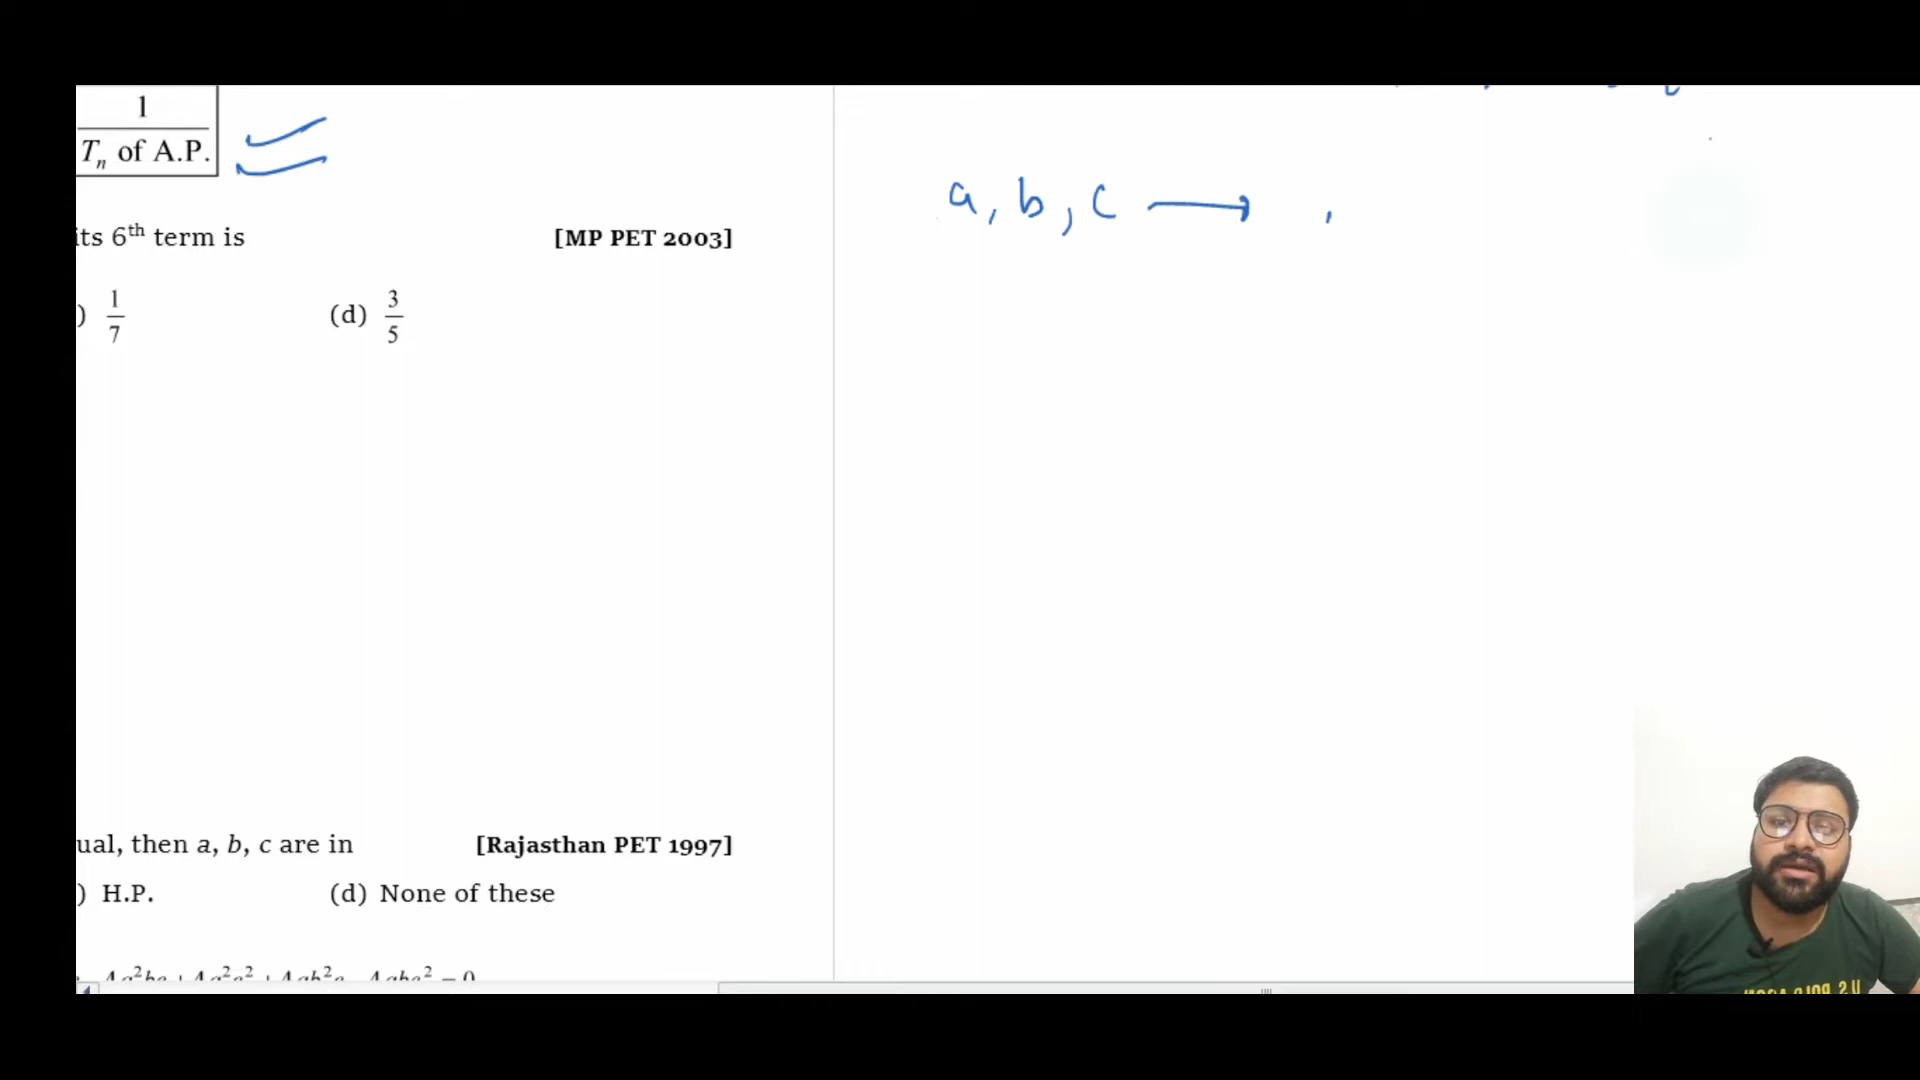 1
T_n of A.P.
a, b, c → ,
its 6th term is [MP PET 2003]
) 1/7 (d) 3/5
ual, then a, b, c are in [Rajasthan PET 1997]
) H.P. (d) None of these